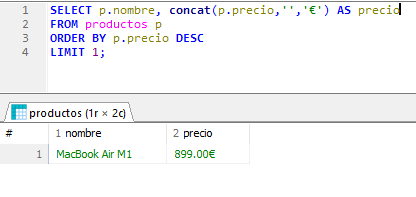 1 SELECT p.nombre, concat(p.precio,'','€') AS precio
2 FROM productos p
3 ORDER BY p.precio DESC
4 LIMIT 1;
productos (1r × 2c)
# 1 nombre 2 precio
1 MacBook Air M1 899.00€